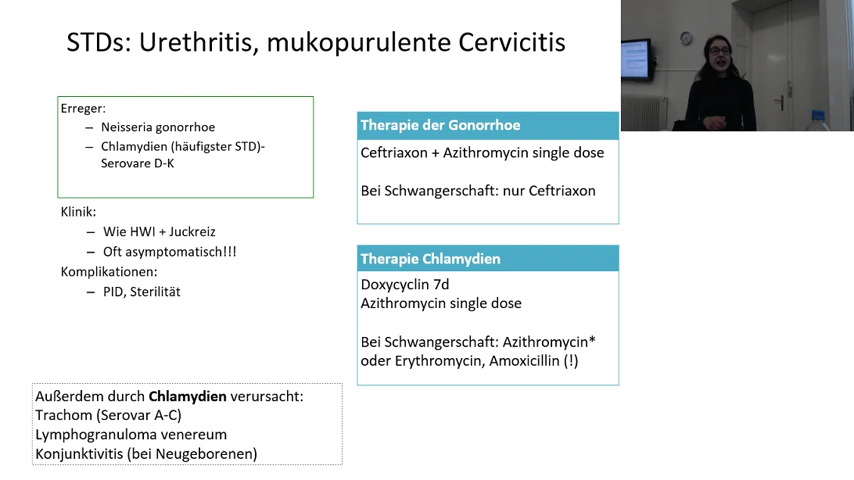 STDs: Urethritis, mukopurulente Cervicitis
Erreger:
– Neisseria gonorrhoe
– Chlamydien (häufigster STD)-
Serovare D-K
Klinik:
– Wie HWI + Juckreiz
– Oft asymptomatisch!!!
Komplikationen:
– PID, Sterilität
Außerdem durch Chlamydien verursacht:
Trachom (Serovar A-C)
Lymphogranuloma venereum
Konjunktivitis (bei Neugeborenen)
Therapie der Gonorrhoe
Ceftriaxon + Azithromycin single dose
Bei Schwangerschaft: nur Ceftriaxon
Therapie Chlamydien
Doxycyclin 7d
Azithromycin single dose
Bei Schwangerschaft: Azithromycin*
oder Erythromycin, Amoxicillin (!)